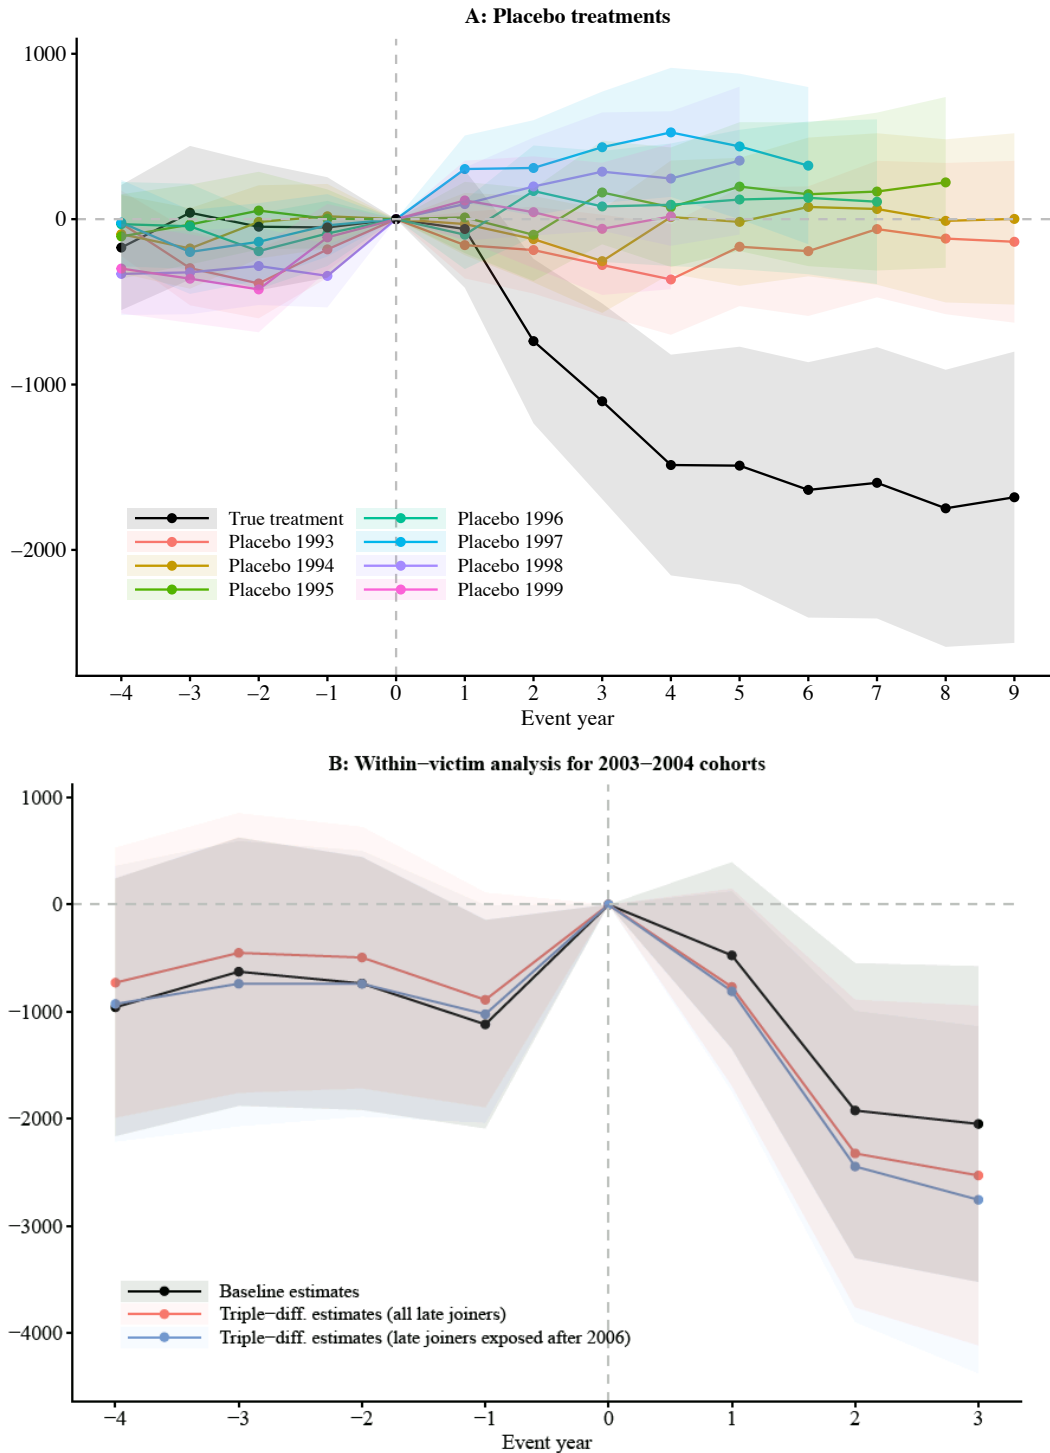 A: Placebo treatments
1000
0
−1000
−2000
True treatment
Placebo 1993
Placebo 1994
Placebo 1995
Placebo 1996
Placebo 1997
Placebo 1998
Placebo 1999
−4 −3 −2 −1 0 1 2 3 4 5 6 7 8 9
Event year
B: Within−victim analysis for 2003−2004 cohorts
1000
0
−1000
−2000
−3000
−4000
Baseline estimates
Triple−diff. estimates (all late joiners)
Triple−diff. estimates (late joiners exposed after 2006)
−4 −3 −2 −1 0 1 2 3
Event year